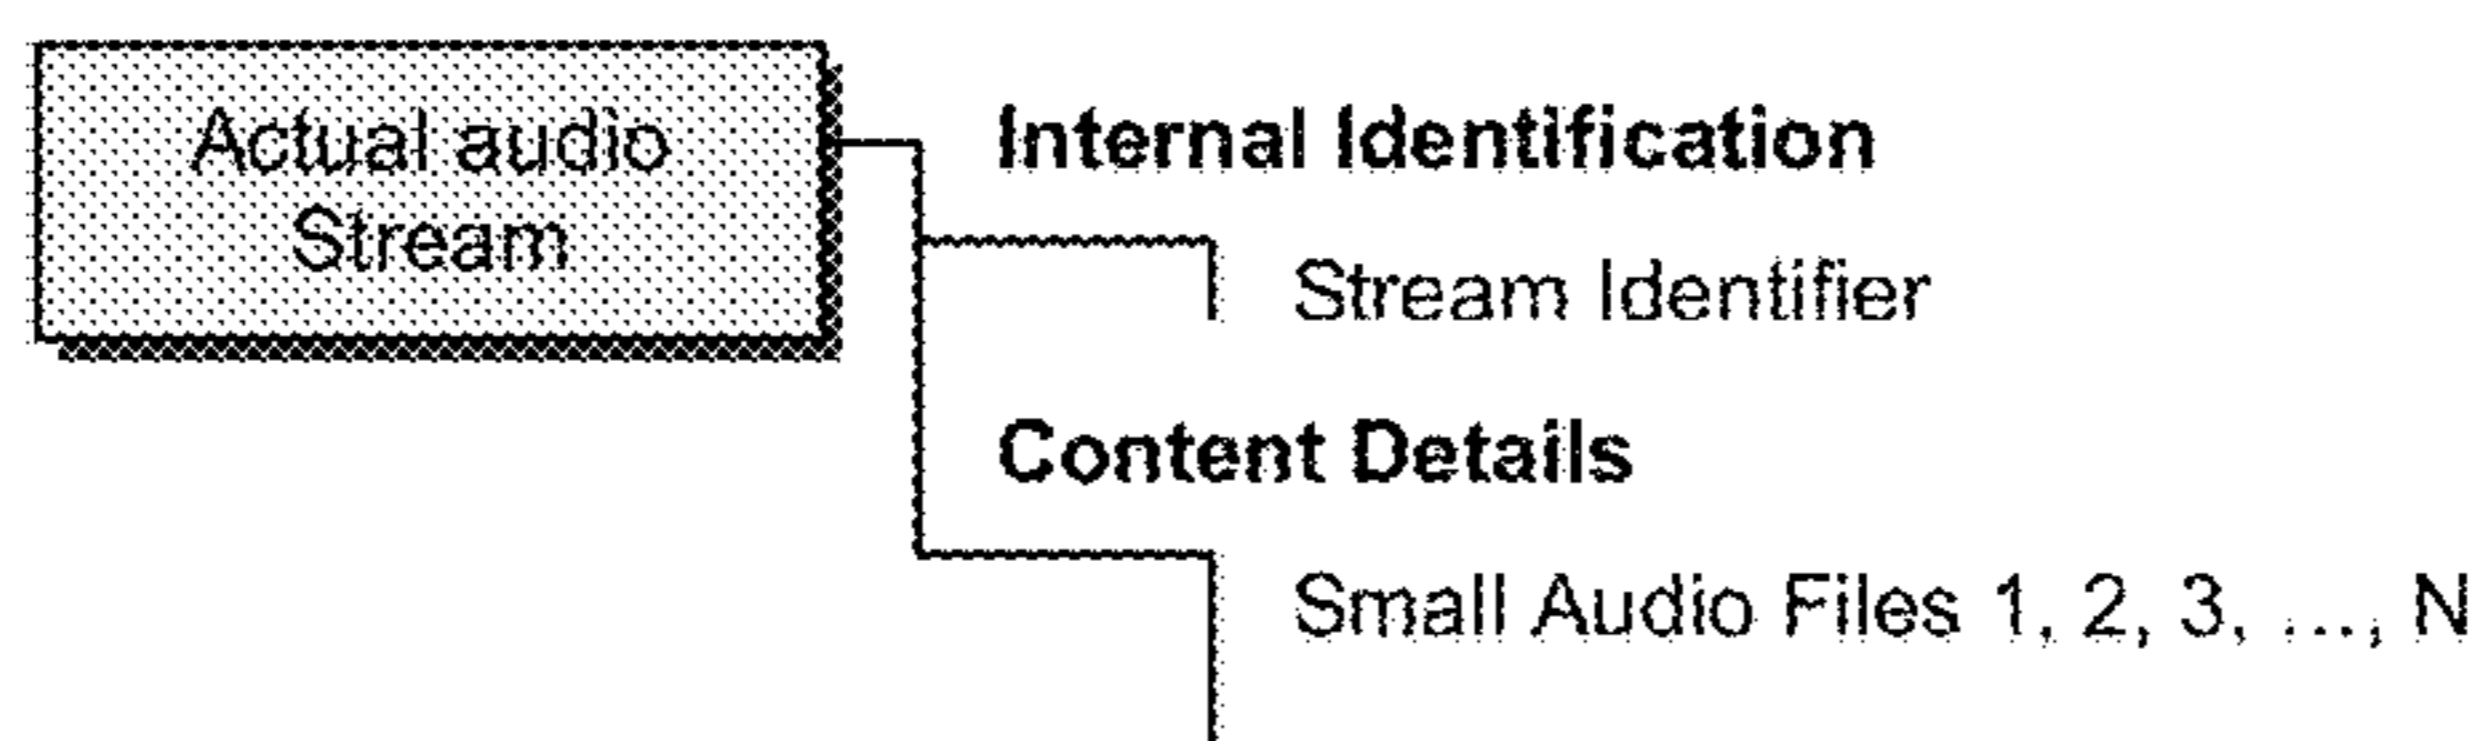 Actual audio
Stream
Internal Identification
Stream Identifier
Content Details
Small Audio Files 1, 2, 3, ..., N